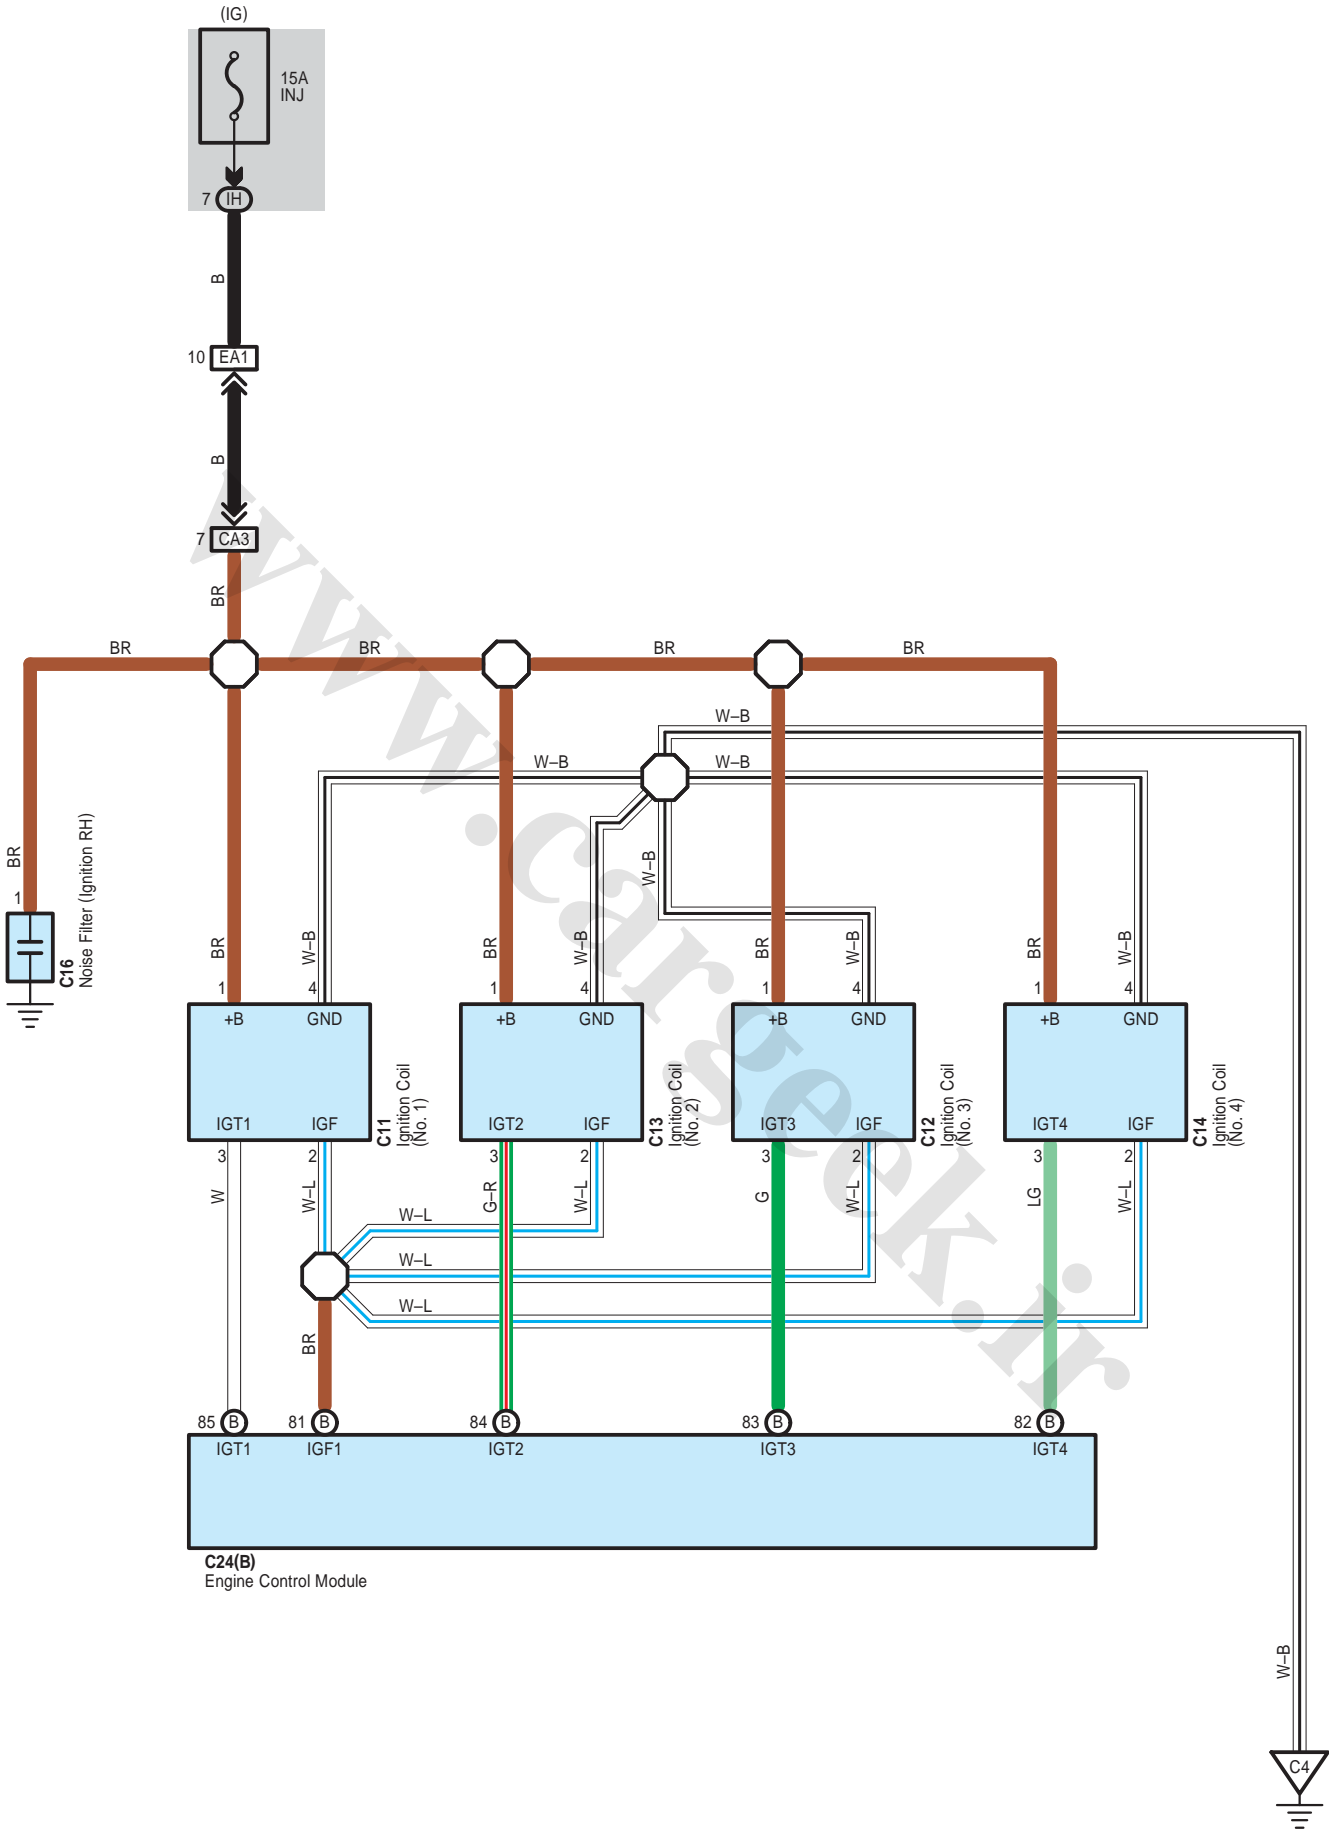 (IG)
15A
INJ
7 IH
B
10 EA1
B
7 CA3
BR
BR BR BR BR
W–B
W–B W–B
BR
W–B
1
C16
Noise Filter (Ignition RH)
BR W–B BR W–B BR W–B BR W–B
1 4 1 4 1 4 1 4
+B GND +B GND +B GND +B GND
C11
Ignition Coil
(No. 1)
C13
Ignition Coil
(No. 2)
C12
Ignition Coil
(No. 3)
C14
Ignition Coil
(No. 4)
IGT1 IGF IGT2 IGF IGT3 IGF IGT4 IGF
3 2 3 2 3 2 3 2
W W–L G–R W–L G W–L LG W–L
W–L
W–L
W–L
BR
85 B 81 B 84 B 83 B 82 B
IGT1 IGF1 IGT2 IGT3 IGT4
C24(B)
Engine Control Module
W–B
C4
www.cargeek.ir